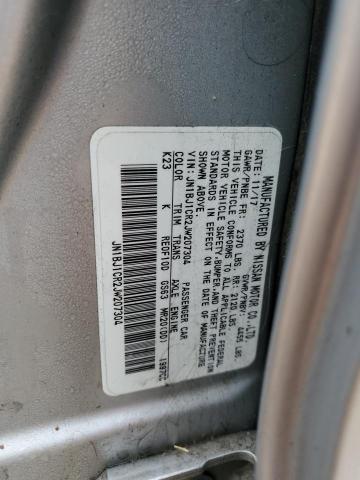 MANUFACTURED BY NISSAN MOTOR CO., LTD.
DATE: 11/17 GVWR/PNBV: 4555 LBS.
GAWR/PNBE FR: 2370 LBS. RR: 2120 LBS.
THIS VEHICLE CONFORMS TO ALL APPLICABLE FEDERAL
MOTOR VEHICLE SAFETY, BUMPER, AND THEFT PREVENTION
STANDARDS IN EFFECT ON THE DATE OF MANUFACTURE
SHOWN ABOVE.
VIN: JN1BJ1CR2JW207304 PASSENGER CAR
COLOR TRIM TRANS AXLE ENGINE
K23 K RE0F10D GS63 MR20(DD)
JN1BJ1CR2JW207304